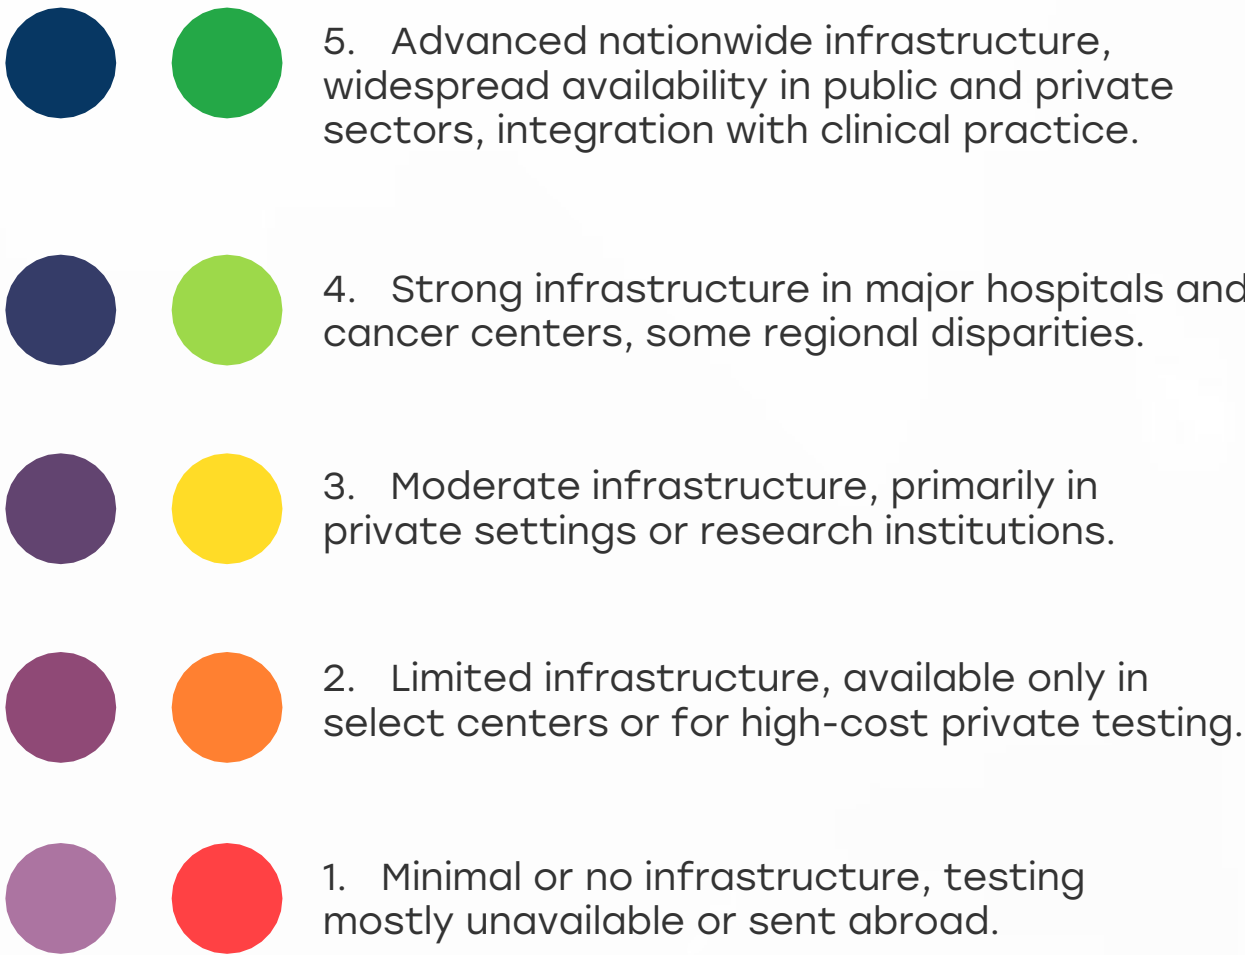 5. Advanced nationwide infrastructure,
widespread availability in public and private
sectors, integration with clinical practice.
4. Strong infrastructure in major hospitals and
cancer centers, some regional disparities.
3. Moderate infrastructure, primarily in
private settings or research institutions.
2. Limited infrastructure, available only in
select centers or for high-cost private testing.
1. Minimal or no infrastructure, testing
mostly unavailable or sent abroad.